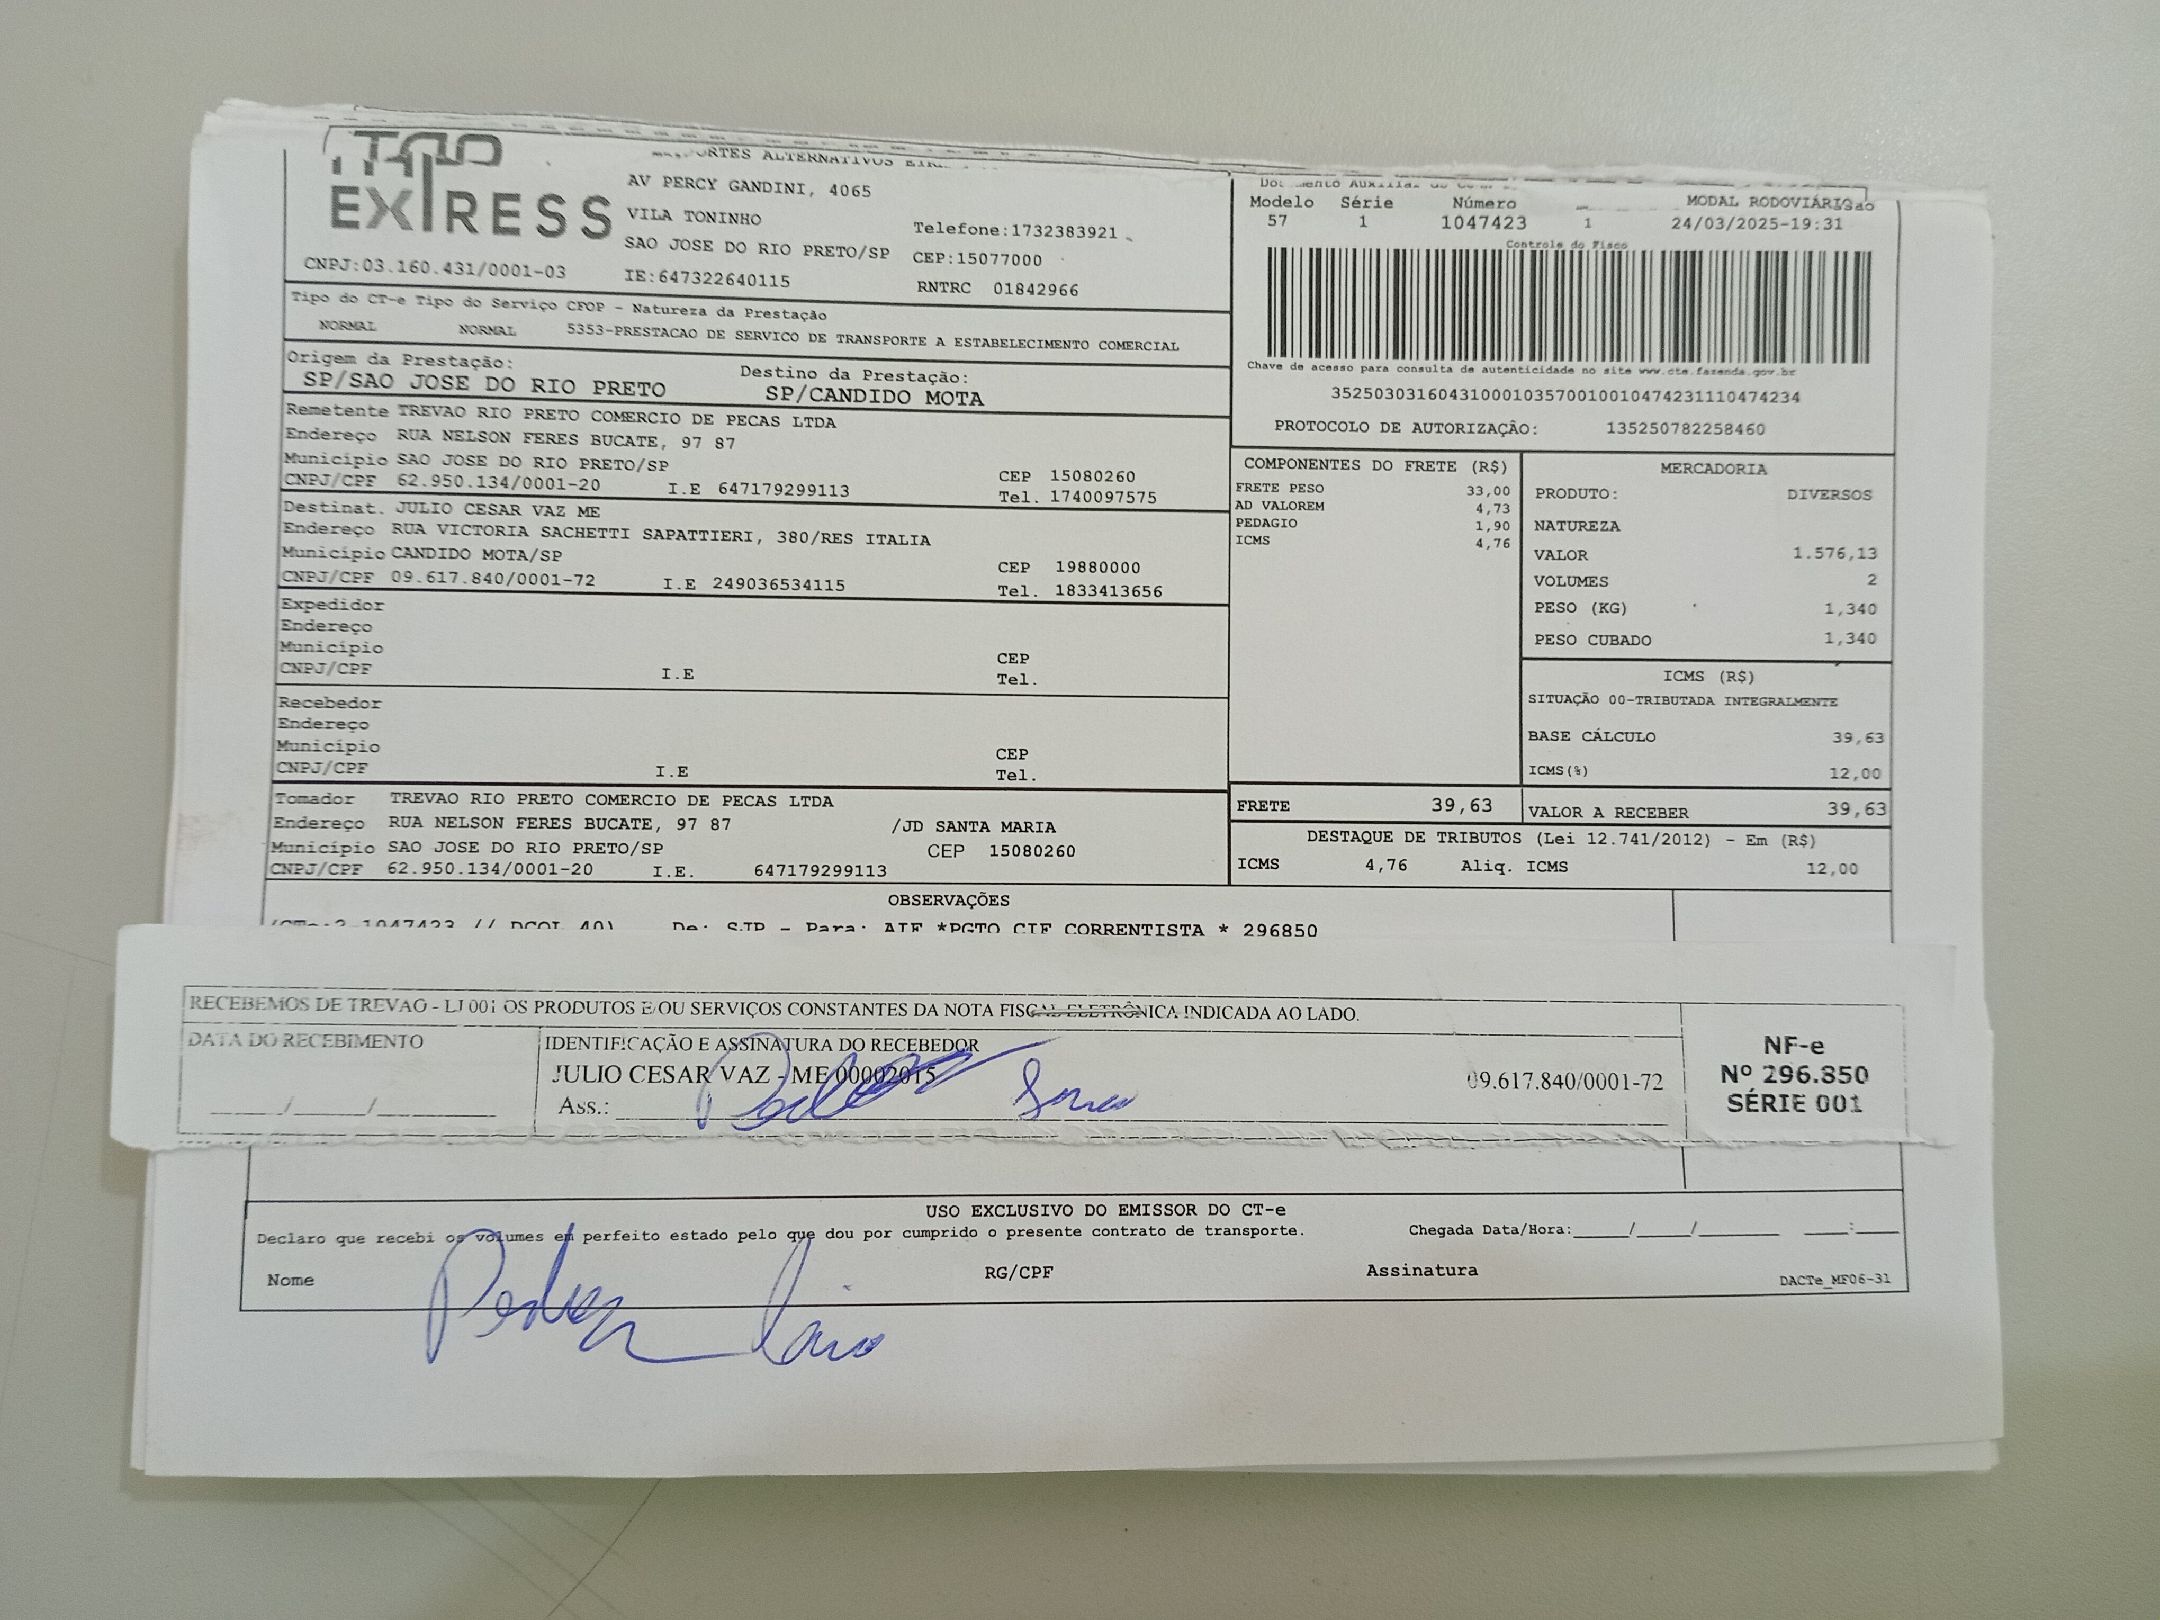 EXPRESS
CNPJ:03.160.431/0001-03
AV PERCY GANDINI, 4065
VILA TONINHO
SAO JOSE DO RIO PRETO/SP
IE:647322640115
Telefone:1732383921
CEP:15077000
RNTRC 01842966
Tipo do CT-e Tipo do Serviço CFOP - Natureza da Prestação
NORMAL NORMAL 5353-PRESTACAO DE SERVICO DE TRANSPORTE A ESTABELECIMENTO COMERCIAL
Origem da Prestação: Destino da Prestação:
SP/SAO JOSE DO RIO PRETO SP/CANDIDO MOTA
Remetente TREVAO RIO PRETO COMERCIO DE PECAS LTDA
Endereço RUA NELSON FERES BUCATE, 97 87
Município SAO JOSE DO RIO PRETO/SP CEP 15080260
CNPJ/CPF 62.950.134/0001-20 I.E 647179299113 Tel. 1740097575
Destinat. JULIO CESAR VAZ ME
Endereço RUA VICTORIA SACHETTI SAPATTIERI, 380/RES ITALIA
Município CANDIDO MOTA/SP CEP 19880000
CNPJ/CPF 09.617.840/0001-72 I.E 249036534115 Tel. 1833413656
Expedidor
Endereço
Município CEP
CNPJ/CPF I.E Tel.
Recebedor
Endereço
Município CEP
CNPJ/CPF I.E Tel.
Tomador TREVAO RIO PRETO COMERCIO DE PECAS LTDA
Endereço RUA NELSON FERES BUCATE, 97 87 /JD SANTA MARIA
Município SAO JOSE DO RIO PRETO/SP CEP 15080260
CNPJ/CPF 62.950.134/0001-20 I.E. 647179299113
Modelo Série Número MODAL RODOVIÁRIO
57 1 1047423 1 24/03/2025-19:31
Controle do Fisco
Chave de acesso para consulta de autenticidade no site www.cte.fazenda.gov.br
35250303160431000103570010010474231110474234
PROTOCOLO DE AUTORIZAÇÃO: 135250782258460
COMPONENTES DO FRETE (R$)
FRETE PESO 33,00
AD VALOREM 4,73
PEDAGIO 1,90
ICMS 4,76
MERCADORIA
PRODUTO: DIVERSOS
NATUREZA
VALOR 1.576,13
VOLUMES 2
PESO (KG) 1,340
PESO CUBADO 1,340
ICMS (R$)
SITUAÇÃO 00-TRIBUTADA INTEGRALMENTE
BASE CÁLCULO 39,63
ICMS(%) 12,00
FRETE 39,63 VALOR A RECEBER 39,63
DESTAQUE DE TRIBUTOS (Lei 12.741/2012) - Em (R$)
ICMS 4,76 Aliq. ICMS 12,00
OBSERVAÇÕES
1047423 // DCOL 40) De: SJP - Para: *PGTO CIF CORRENTISTA * 296850
RECEBEMOS DE TREVAO - LJ 001 OS PRODUTOS E/OU SERVIÇOS CONSTANTES DA NOTA FISCAL ELETRÔNICA INDICADA AO LADO.
DATA DO RECEBIMENTO
___/___/___
IDENTIFICAÇÃO E ASSINATURA DO RECEBEDOR
JULIO CESAR VAZ - ME 00002015 09.617.840/0001-72
Ass.:
NF-e
Nº 296.850
SÉRIE 001
USO EXCLUSIVO DO EMISSOR DO CT-e
Declaro que recebi os volumes em perfeito estado pelo que dou por cumprido o presente contrato de transporte. Chegada Data/Hora:___/___/___ ___:___
Nome RG/CPF Assinatura DACTe_MF06-31